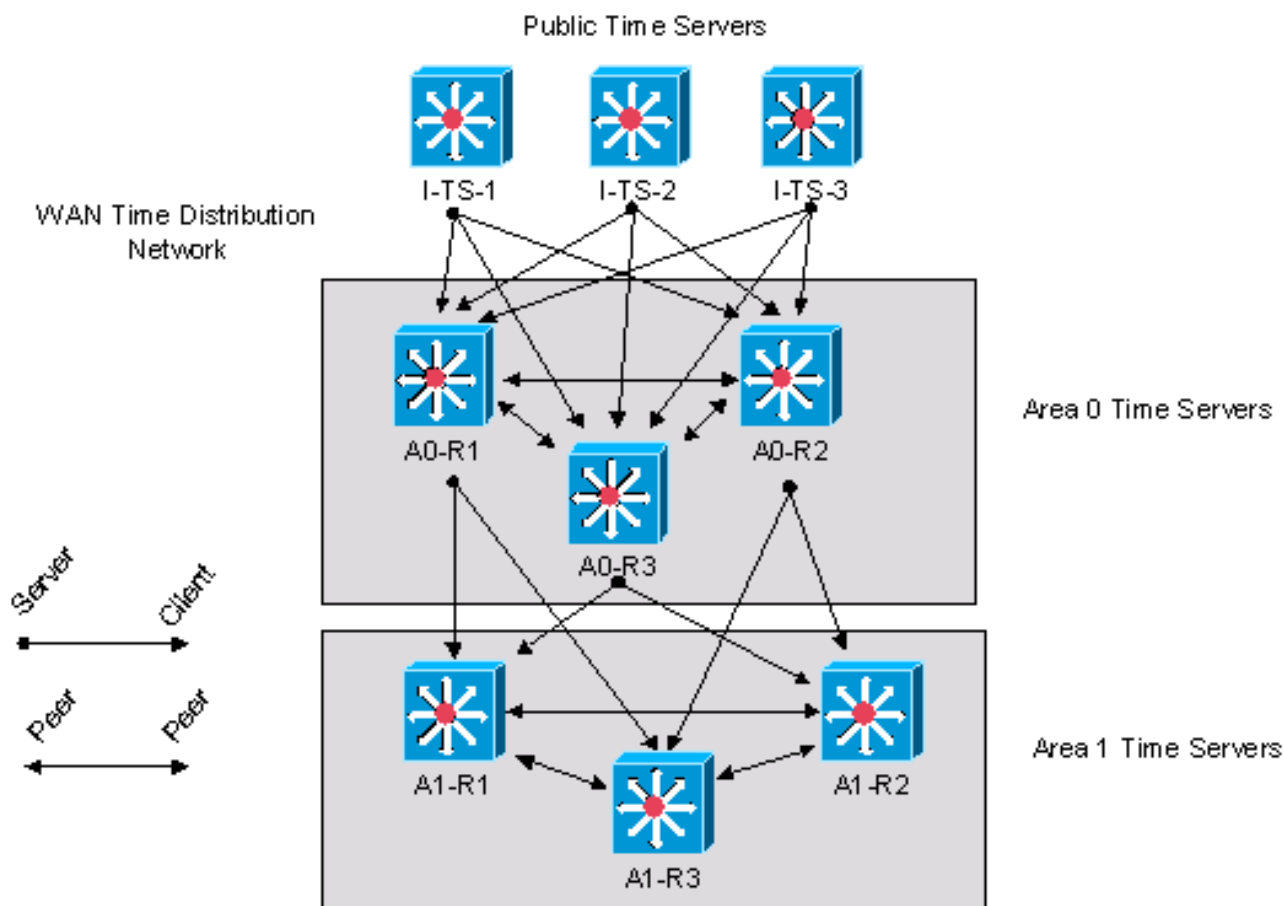 Public Time Servers
I-TS-1
I-TS-2
I-TS-3
WAN Time Distribution
Network
A0-R1
A0-R2
Area 0 Time Servers
A0-R3
Server
Client
Peer
Peer
A1-R1
A1-R2
Area 1 Time Servers
A1-R3